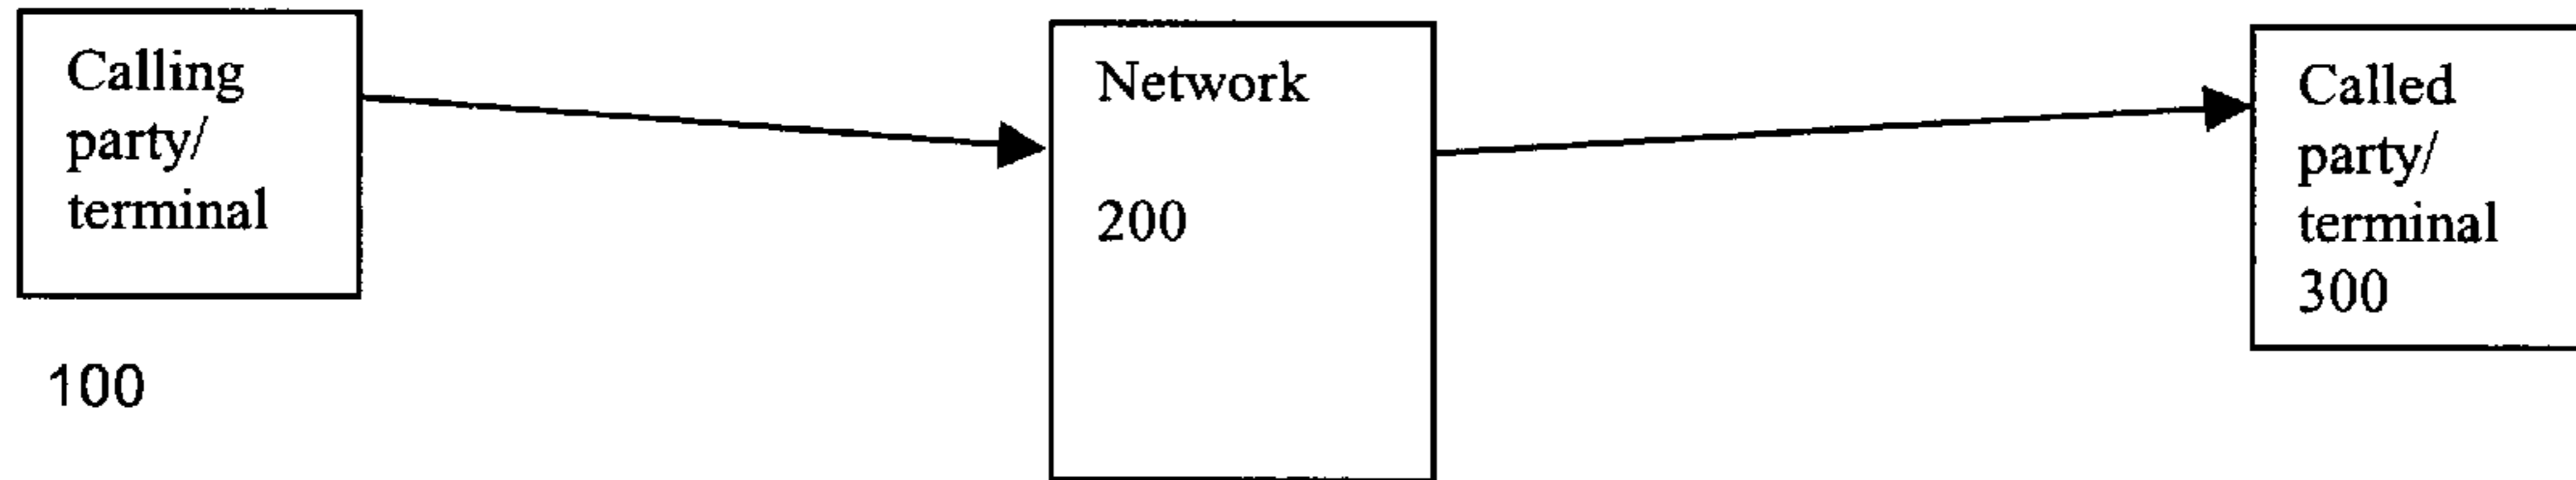 Calling
party/
terminal
100
Network
200
Called
party/
terminal
300